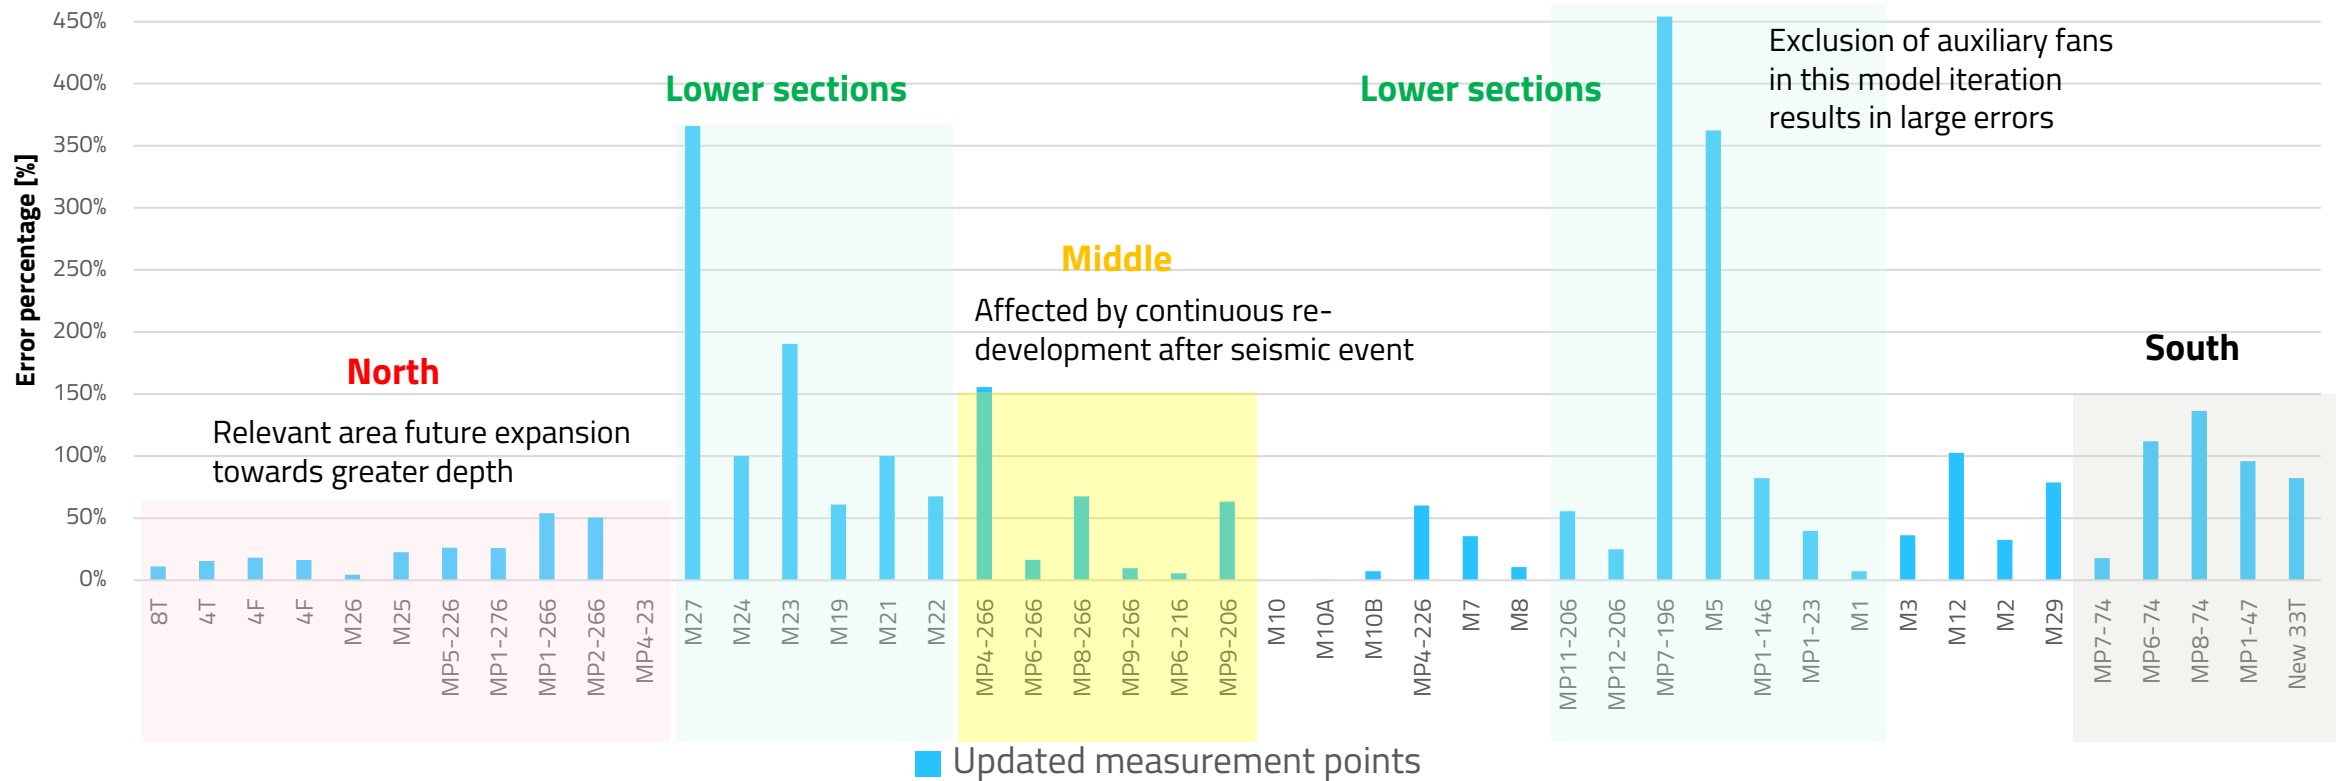 450%
400%
350%
300%
250%
200%
150%
100%
50%
0%
Error percentage [%]
Lower sections
Lower sections
Exclusion of auxiliary fans
in this model iteration
results in large errors
Middle
Affected by continuous re-
development after seismic event
North
Relevant area future expansion
towards greater depth
South
8T
4T
4F
4F
M26
M25
MP5-226
MP1-276
MP1-266
MP2-266
MP4-23
M27
M24
M23
M19
M21
M22
MP4-266
MP6-266
MP8-266
MP9-266
MP6-216
MP9-206
M10
M10A
M10B
MP4-226
M7
M8
MP11-206
MP12-206
MP7-196
M5
MP1-146
MP1-23
M1
M3
M12
M2
M29
MP7-74
MP6-74
MP8-74
MP1-47
New 33T
Updated measurement points